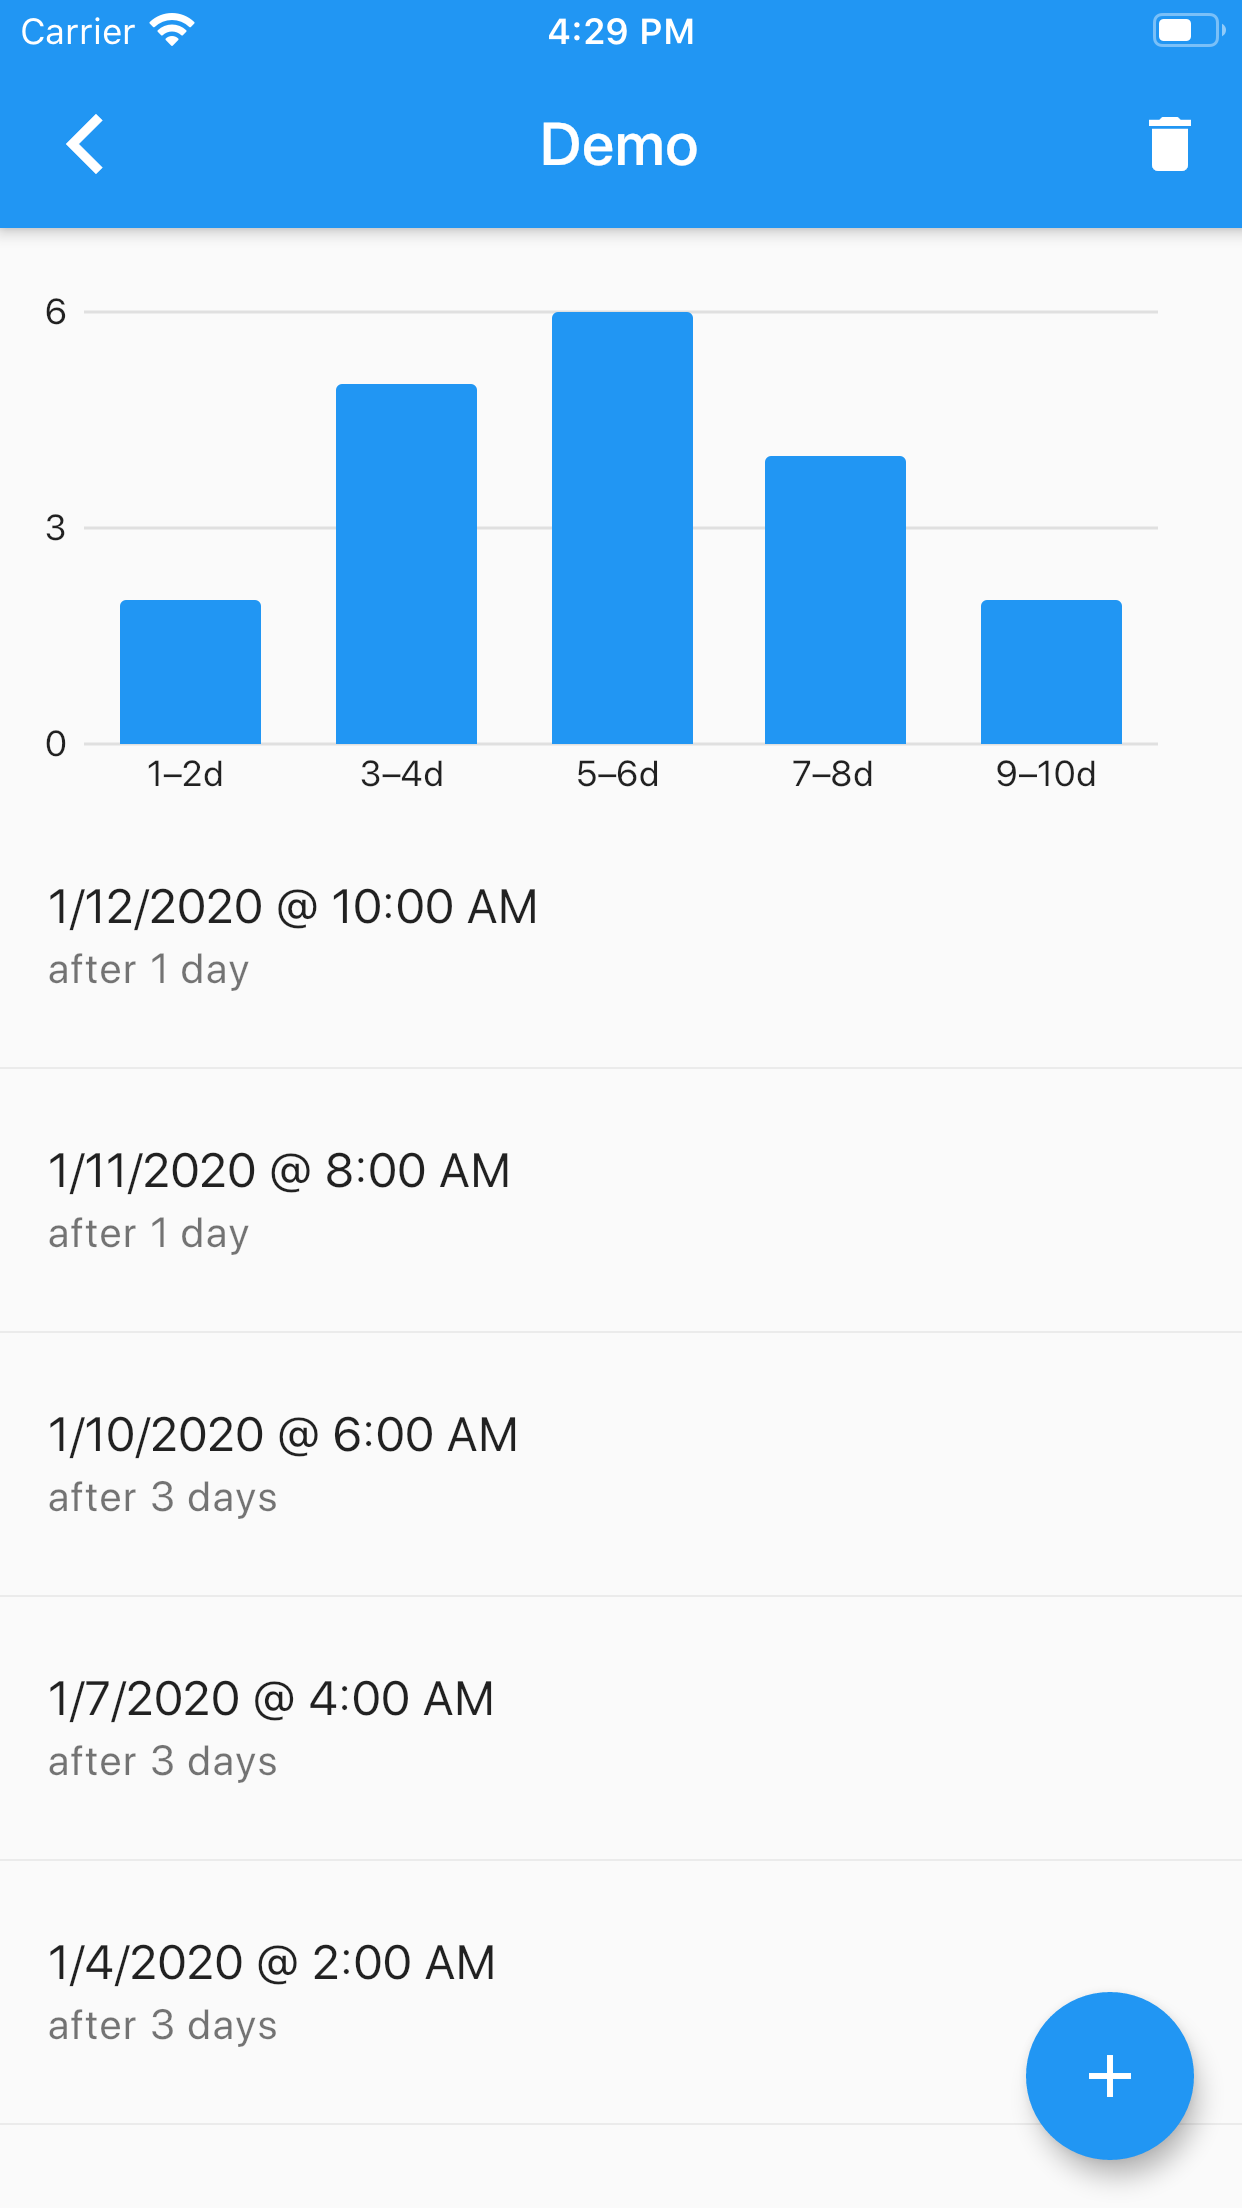 Carrier 4:29 PM
Demo
6
3
0
1–2d 3–4d 5–6d 7–8d 9–10d
1/12/2020 @ 10:00 AM
after 1 day
1/11/2020 @ 8:00 AM
after 1 day
1/10/2020 @ 6:00 AM
after 3 days
1/7/2020 @ 4:00 AM
after 3 days
1/4/2020 @ 2:00 AM
after 3 days